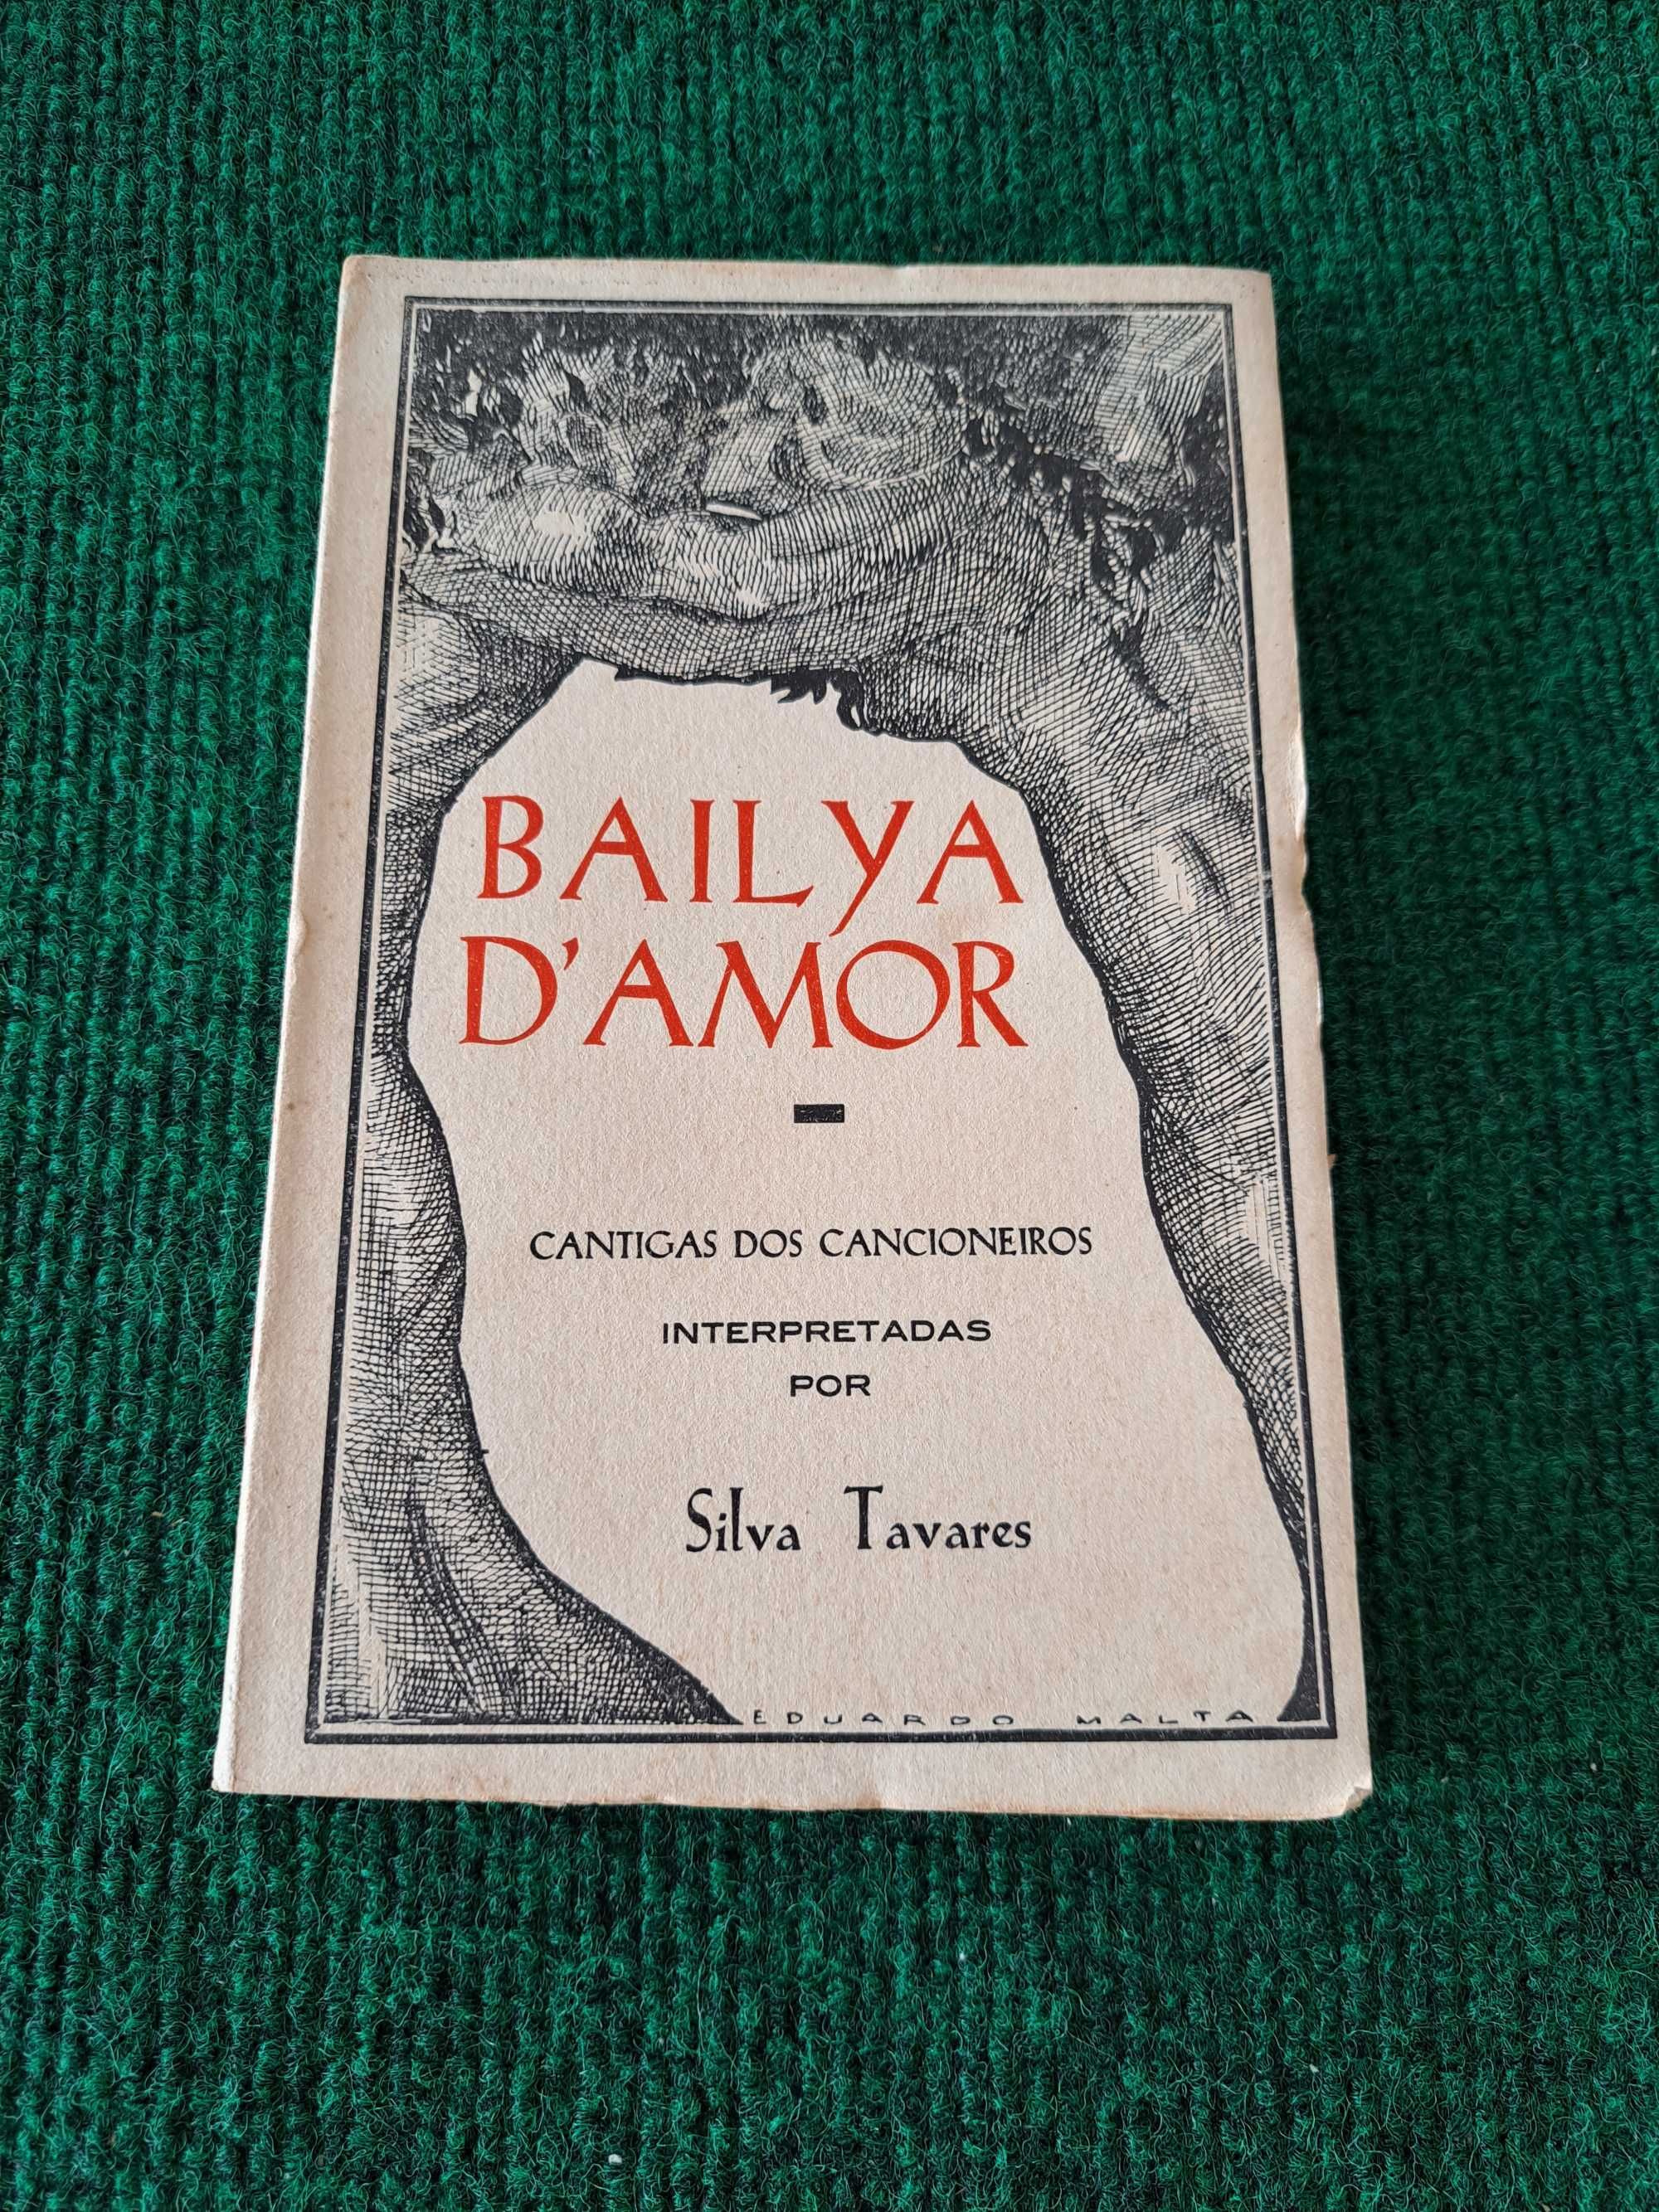 BAILYA
D'AMOR
CANTIGAS DOS CANCIONEIROS
INTERPRETADAS
POR
Silva Tavares
EDUARDO MALTA